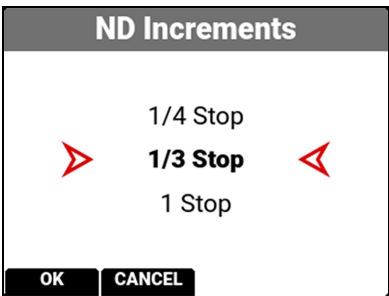 ND Increments
1/4 Stop
1/3 Stop
1 Stop
OK CANCEL